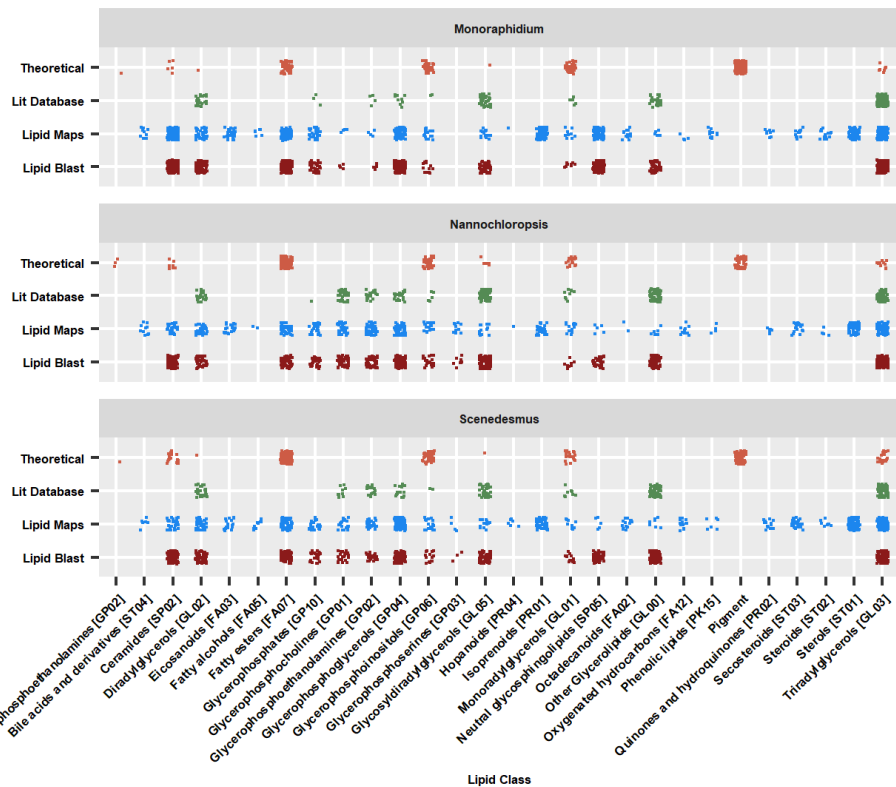 Monoraphidium
Theoretical
Lit Database
Lipid Maps
Lipid Blast
Nannochloropsis
Theoretical
Lit Database
Lipid Maps
Lipid Blast
Scenedesmus
Theoretical
Lit Database
Lipid Maps
Lipid Blast
phosphoethanolamines [GP02]
Bile acids and derivatives [ST04]
Ceramides [SP02]
Diradylglycerols [GL02]
Eicosanoids [FA03]
Fatty alcohols [FA05]
Fatty esters [FA07]
Glycerophosphates [GP10]
Glycerophosphocholines [GP01]
Glycerophosphoethanolamines [GP02]
Glycerophosphoglycerols [GP04]
Glycerophosphoinositols [GP06]
Glycerophosphoserines [GP03]
Glycosyldiradylglycerols [GL05]
Hopanoids [PR04]
Isoprenoids [PR01]
Monoradylglycerols [GL01]
Neutral glycosphingolipids [SP05]
Octadecanoids [FA02]
Other Glycerolipids [GL00]
Oxygenated hydrocarbons [FA12]
Phenolic lipids [PK15]
Pigment
Quinones and hydroquinones [PR02]
Secosteroids [ST03]
Steroids [ST02]
Sterols [ST01]
Triradylglycerols [GL03]
Lipid Class